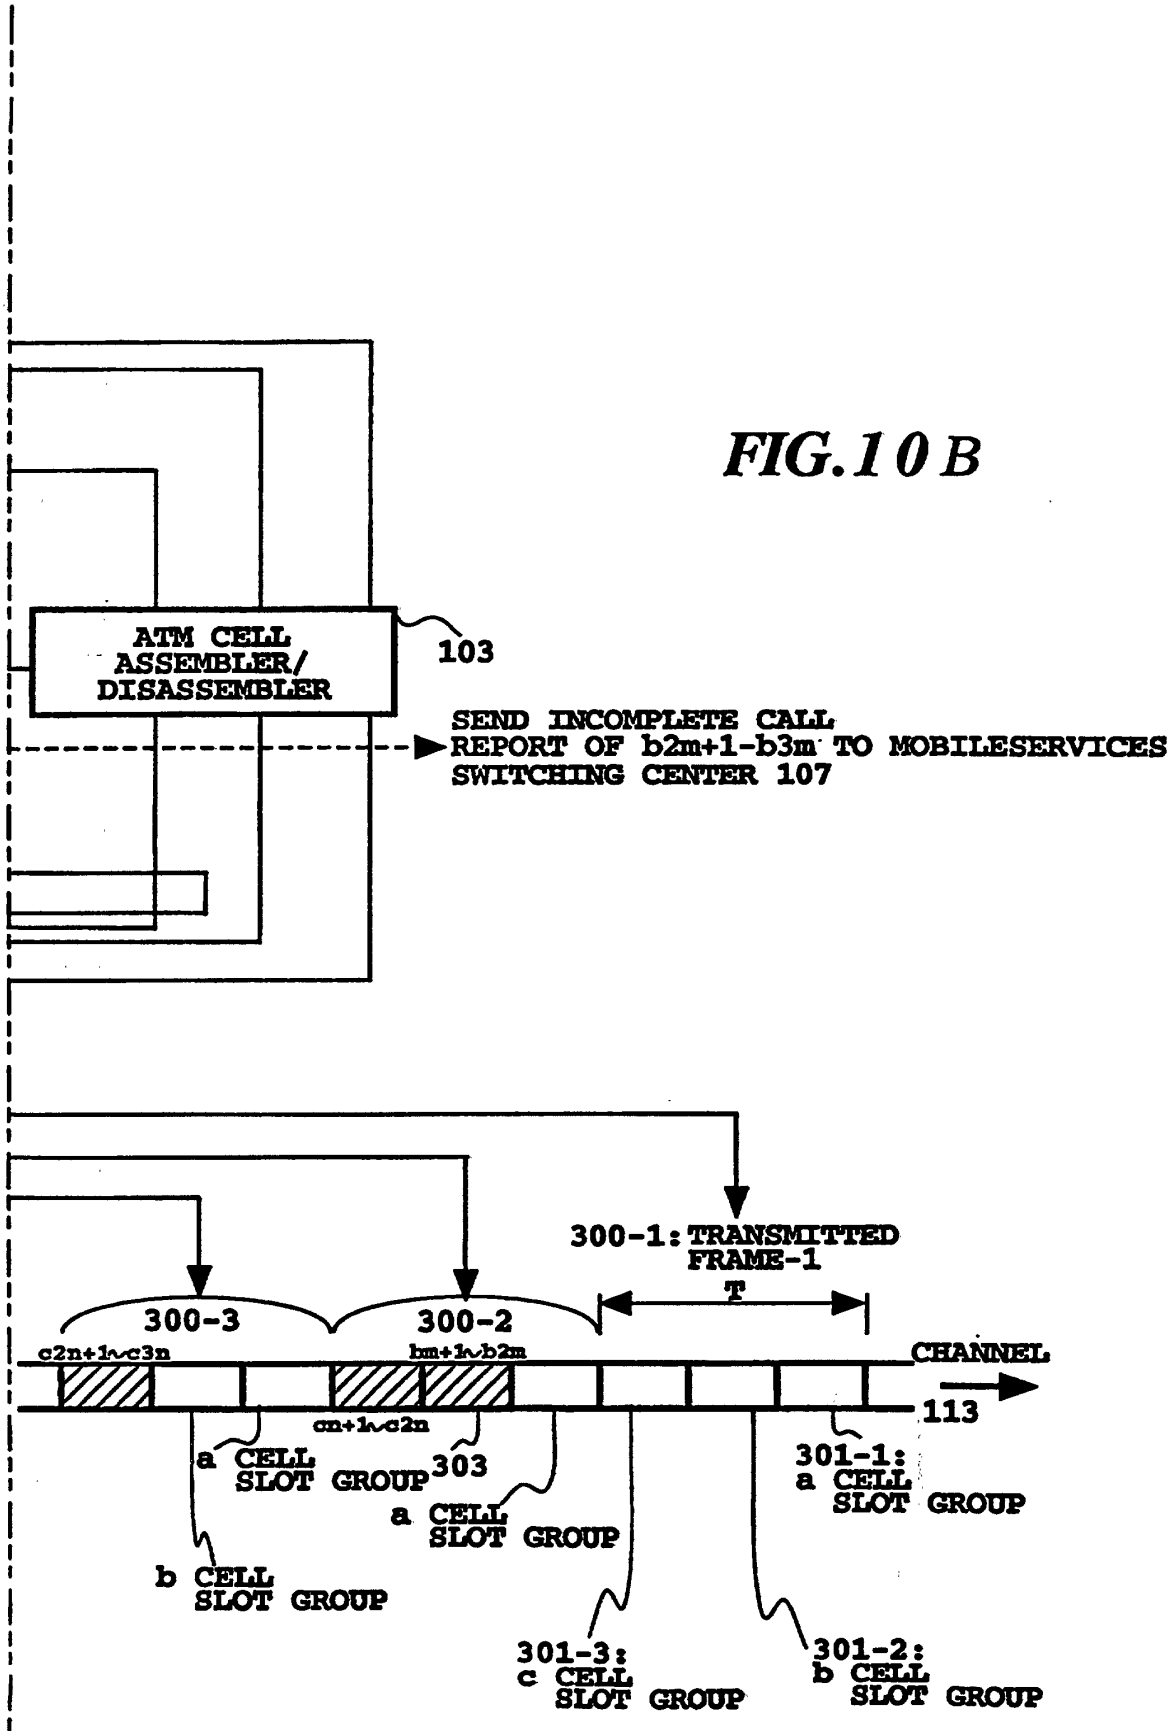 FIG.10 B
ATM CELL
ASSEMBLER/
DISASSEMBLER
103
SEND INCOMPLETE CALL
REPORT OF b2m+1-b3m TO MOBILESERVICES
SWITCHING CENTER 107
300-1: TRANSMITTED
FRAME-1
T
300-3
300-2
c2n+1~c3n
bm+1~b2m
CHANNEL
113
cn+1~c2n
303
a CELL
SLOT GROUP
a CELL
SLOT GROUP
301-1:
a CELL
SLOT GROUP
b CELL
SLOT GROUP
301-3:
c CELL
SLOT GROUP
301-2:
b CELL
SLOT GROUP